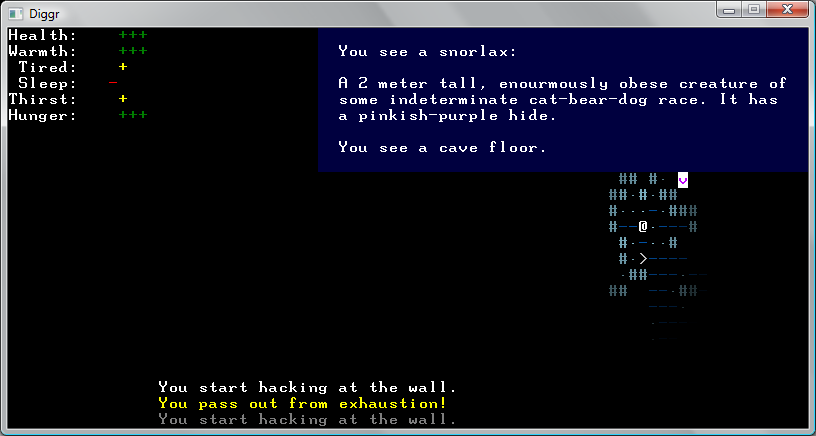 Diggr
Health: +++
Warmth: +++
Tired: +
Sleep: -
Thirst: +
Hunger: +++
You see a snorlax:
A 2 meter tall, enourmously obese creature of
some indeterminate cat-bear-dog race. It has
a pinkish-purple hide.
You see a cave floor.
You start hacking at the wall.
You pass out from exhaustion!
You start hacking at the wall.